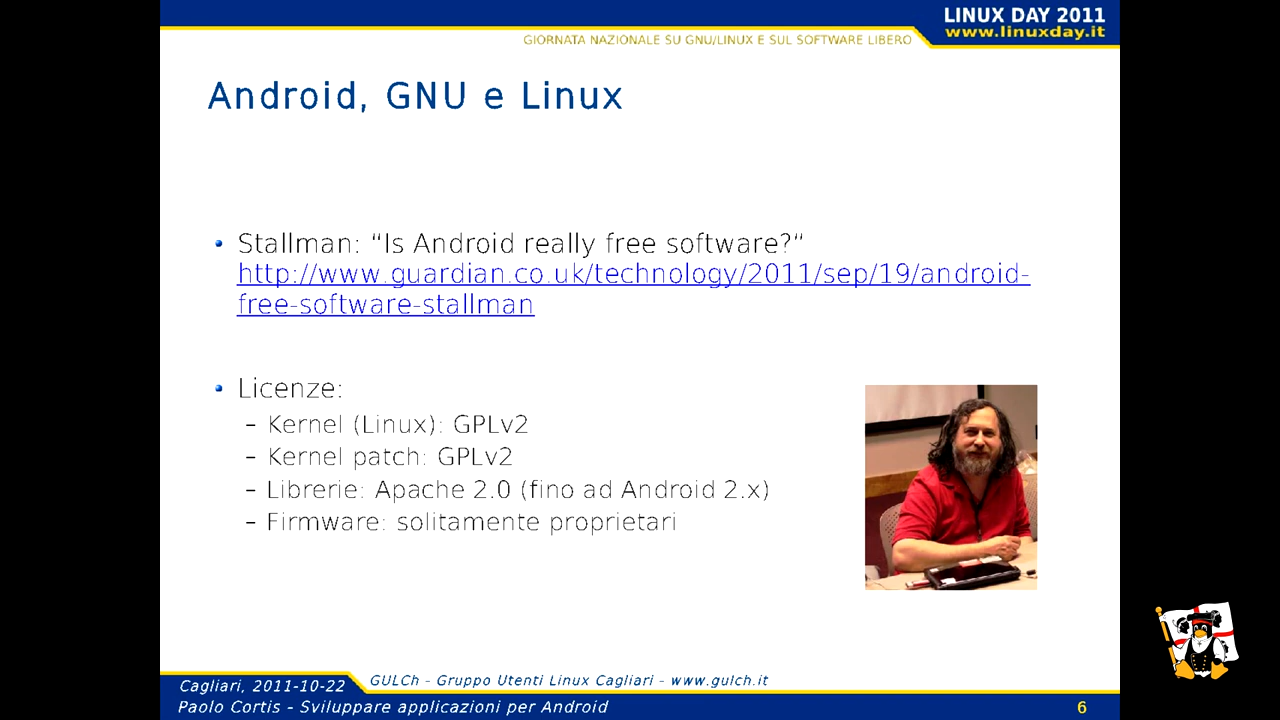 LINUX DAY 2011
www.linuxday.it
GIORNATA NAZIONALE SU GNU/LINUX E SUL SOFTWARE LIBERO
Android, GNU e Linux
Stallman: “Is Android really free software?”
http://www.guardian.co.uk/technology/2011/sep/19/android-
free-software-stallman
Licenze:
– Kernel (Linux): GPLv2
– Kernel patch: GPLv2
– Librerie: Apache 2.0 (fino ad Android 2.x)
– Firmware: solitamente proprietari
Cagliari, 2011-10-22
GULCh – Gruppo Utenti Linux Cagliari – www.gulch.it
Paolo Cortis – Sviluppare applicazioni per Android
6